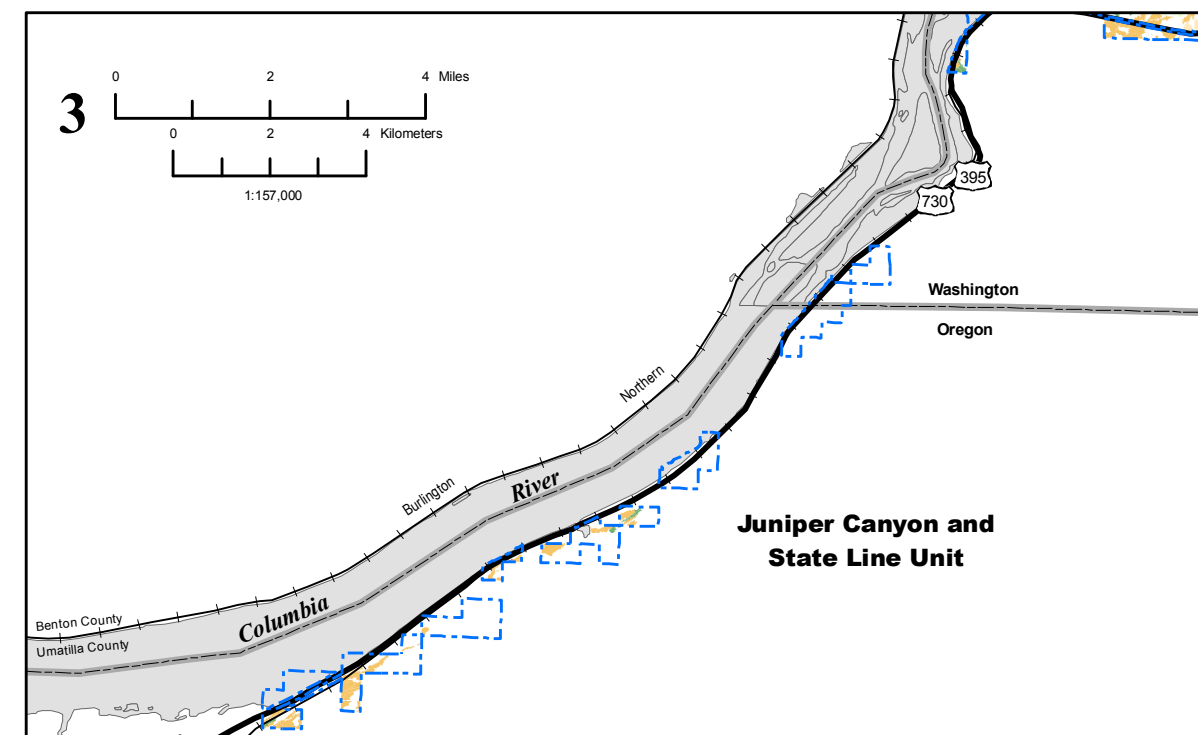 3
0 2 4 Miles
0 2 4 Kilometers
1:157,000
395
730
Washington
Oregon
Northern
Burlington
River
Columbia
Juniper Canyon and
State Line Unit
Benton County
Umatilla County